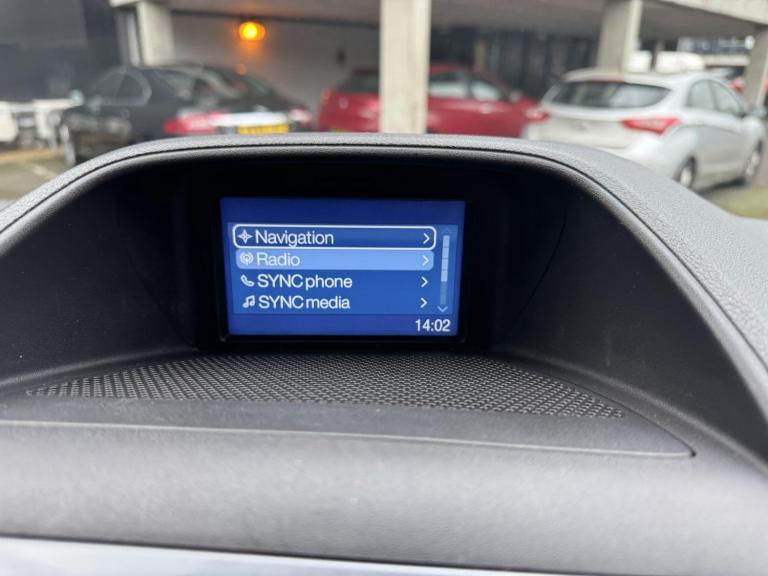 Navigation
Radio
SYNC phone
SYNC media
14:02